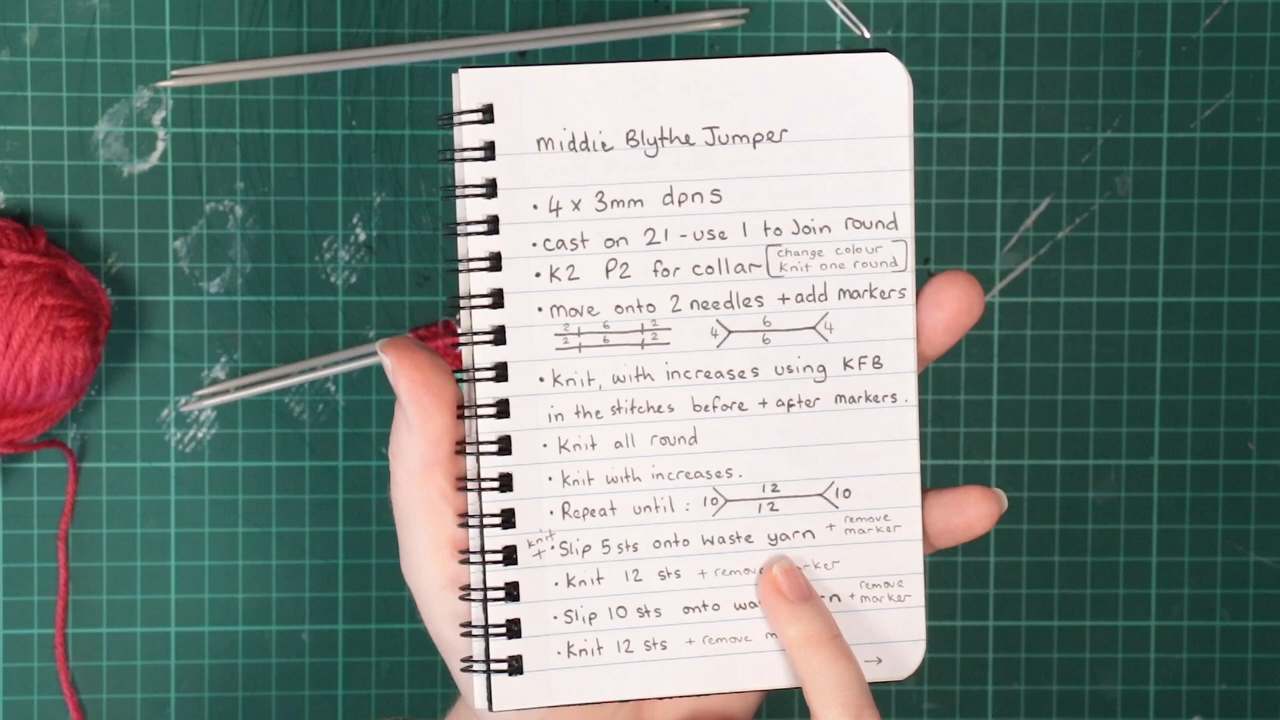 middie Blythe Jumper
• 4 x 3mm dpns
• cast on 21 - use 1 to Join round
• K2 P2 for collar [change colour
Knit one round]
• move onto 2 needles + add markers
2 6 2
2 6 2
4 6 4
6
• Knit, with increases using KFB
in the stitches before + after markers.
• Knit all round
• Knit with increases.
• Repeat until : 10 12 10
12
knit +
• Slip 5 sts onto waste yarn + remove marker
• Knit 12 sts + remove
• Slip 10 sts onto + remove marker
• Knit 12 sts + remove
→